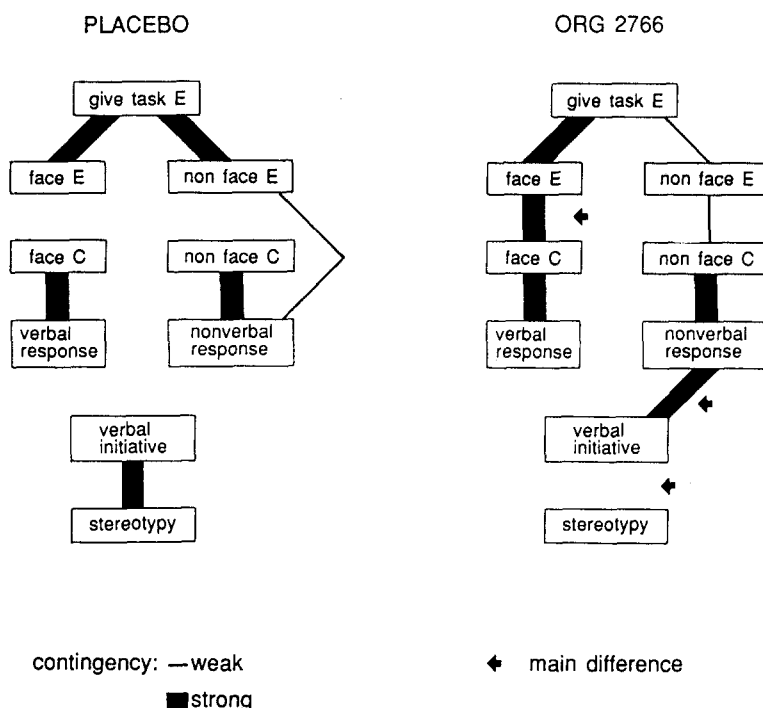 PLACEBO
give task E
face E
non face E
face C
non face C
verbal
response
nonverbal
response
verbal
initiative
stereotypy
ORG 2766
give task E
face E
non face E
face C
non face C
verbal
response
nonverbal
response
verbal
initiative
stereotypy
contingency: weak
strong
main difference